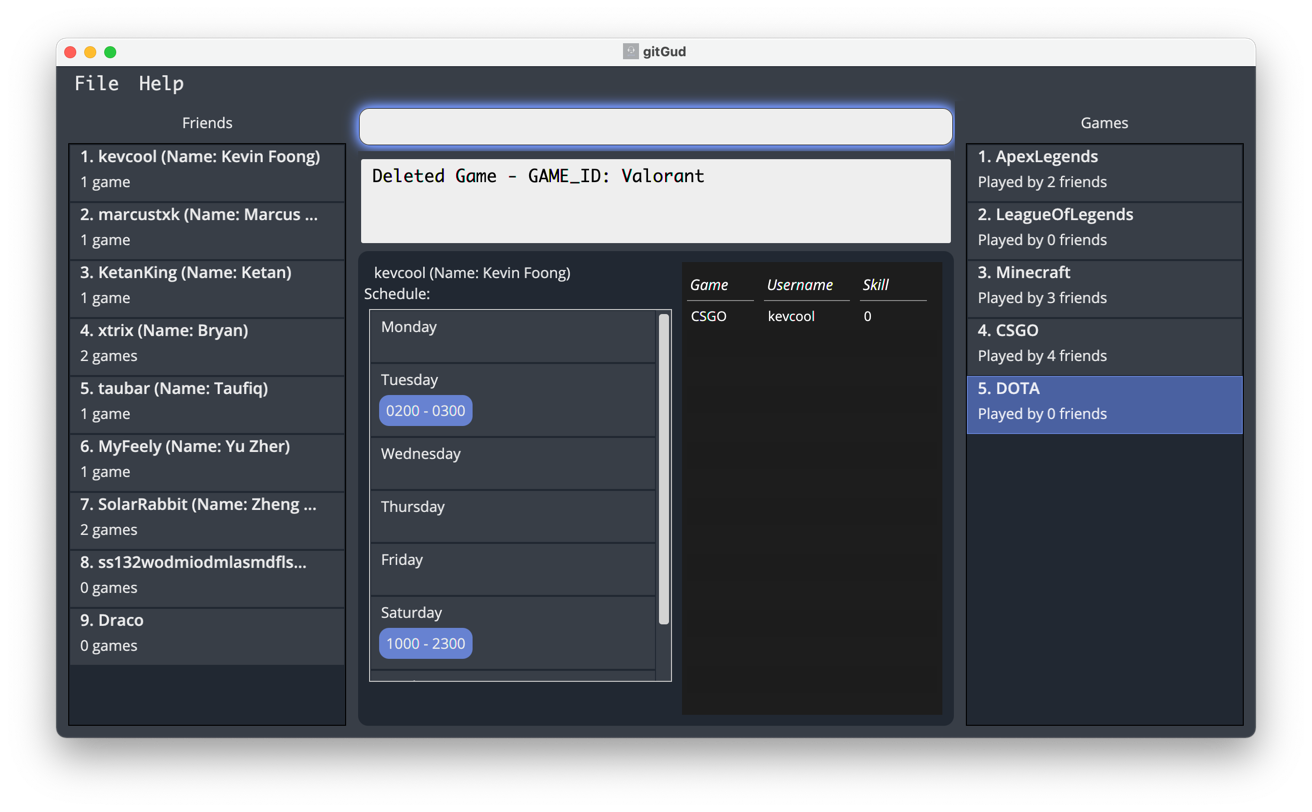 gitGud
File Help
Friends
1. kevcool (Name: Kevin Foong)
1 game
2. marcustxk (Name: Marcus ...
1 game
3. KetanKing (Name: Ketan)
1 game
4. xtrix (Name: Bryan)
2 games
5. taubar (Name: Taufiq)
1 game
6. MyFeely (Name: Yu Zher)
1 game
7. SolarRabbit (Name: Zheng ...
2 games
8. ss132wodmiodmlasmdfls...
0 games
9. Draco
0 games
Deleted Game - GAME_ID: Valorant
kevcool (Name: Kevin Foong)
Schedule:
Monday
Tuesday
0200 - 0300
Wednesday
Thursday
Friday
Saturday
1000 - 2300
Game Username Skill
CSGO kevcool 0
Games
1. ApexLegends
Played by 2 friends
2. LeagueOfLegends
Played by 0 friends
3. Minecraft
Played by 3 friends
4. CSGO
Played by 4 friends
5. DOTA
Played by 0 friends